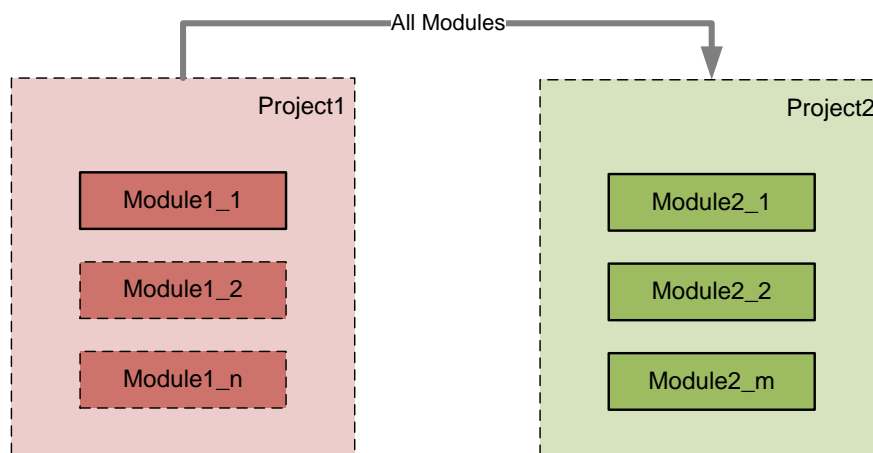 All Modules
Project1
Project2
Module1_1
Module2_1
Module1_2
Module2_2
Module1_n
Module2_m